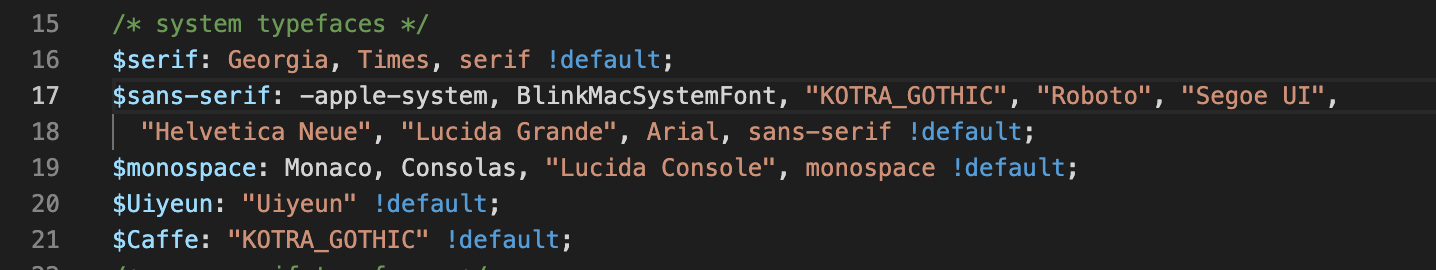 15 /* system typefaces */
16 $serif: Georgia, Times, serif !default;
17 $sans-serif: -apple-system, BlinkMacSystemFont, "KOTRA_GOTHIC", "Roboto", "Segoe UI",
18 "Helvetica Neue", "Lucida Grande", Arial, sans-serif !default;
19 $monospace: Monaco, Consolas, "Lucida Console", monospace !default;
20 $Uiyeun: "Uiyeun" !default;
21 $Caffe: "KOTRA_GOTHIC" !default;